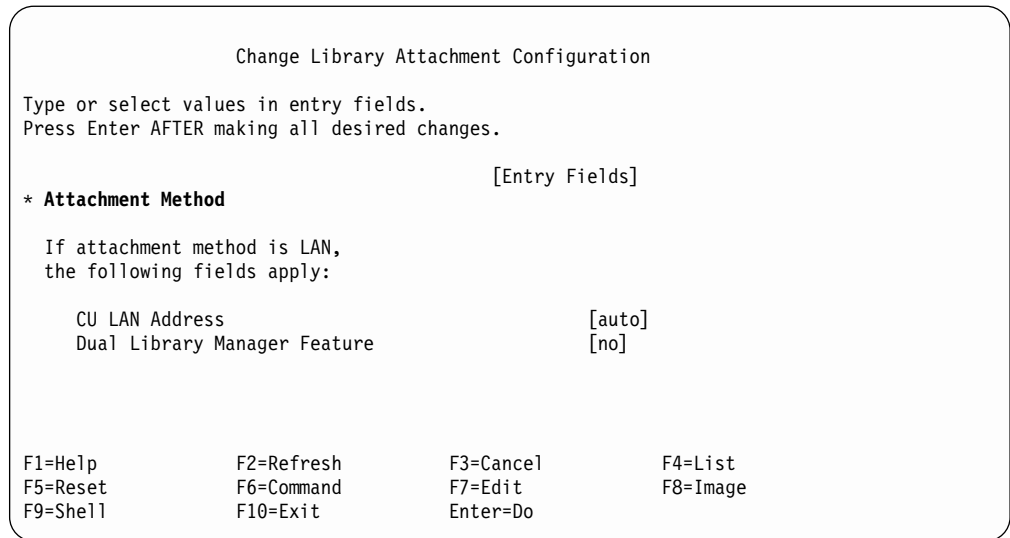 Change Library Attachment Configuration
Type or select values in entry fields.
Press Enter AFTER making all desired changes.
[Entry Fields]
* Attachment Method
If attachment method is LAN,
the following fields apply:
CU LAN Address [auto]
Dual Library Manager Feature [no]
F1=Help F2=Refresh F3=Cancel F4=List
F5=Reset F6=Command F7=Edit F8=Image
F9=Shell F10=Exit Enter=Do